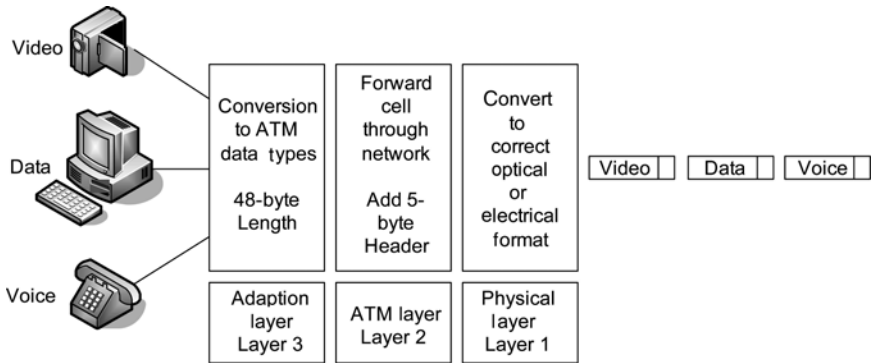 Video
Data
Voice
Conversion
to ATM
data types
48-byte
Length
Forward
cell
through
network
Add 5-
byte
Header
Convert
to
correct
optical
or
electrical
format
Video
Data
Voice
Adaption
layer
Layer 3
ATM layer
Layer 2
Physical
layer
Layer 1